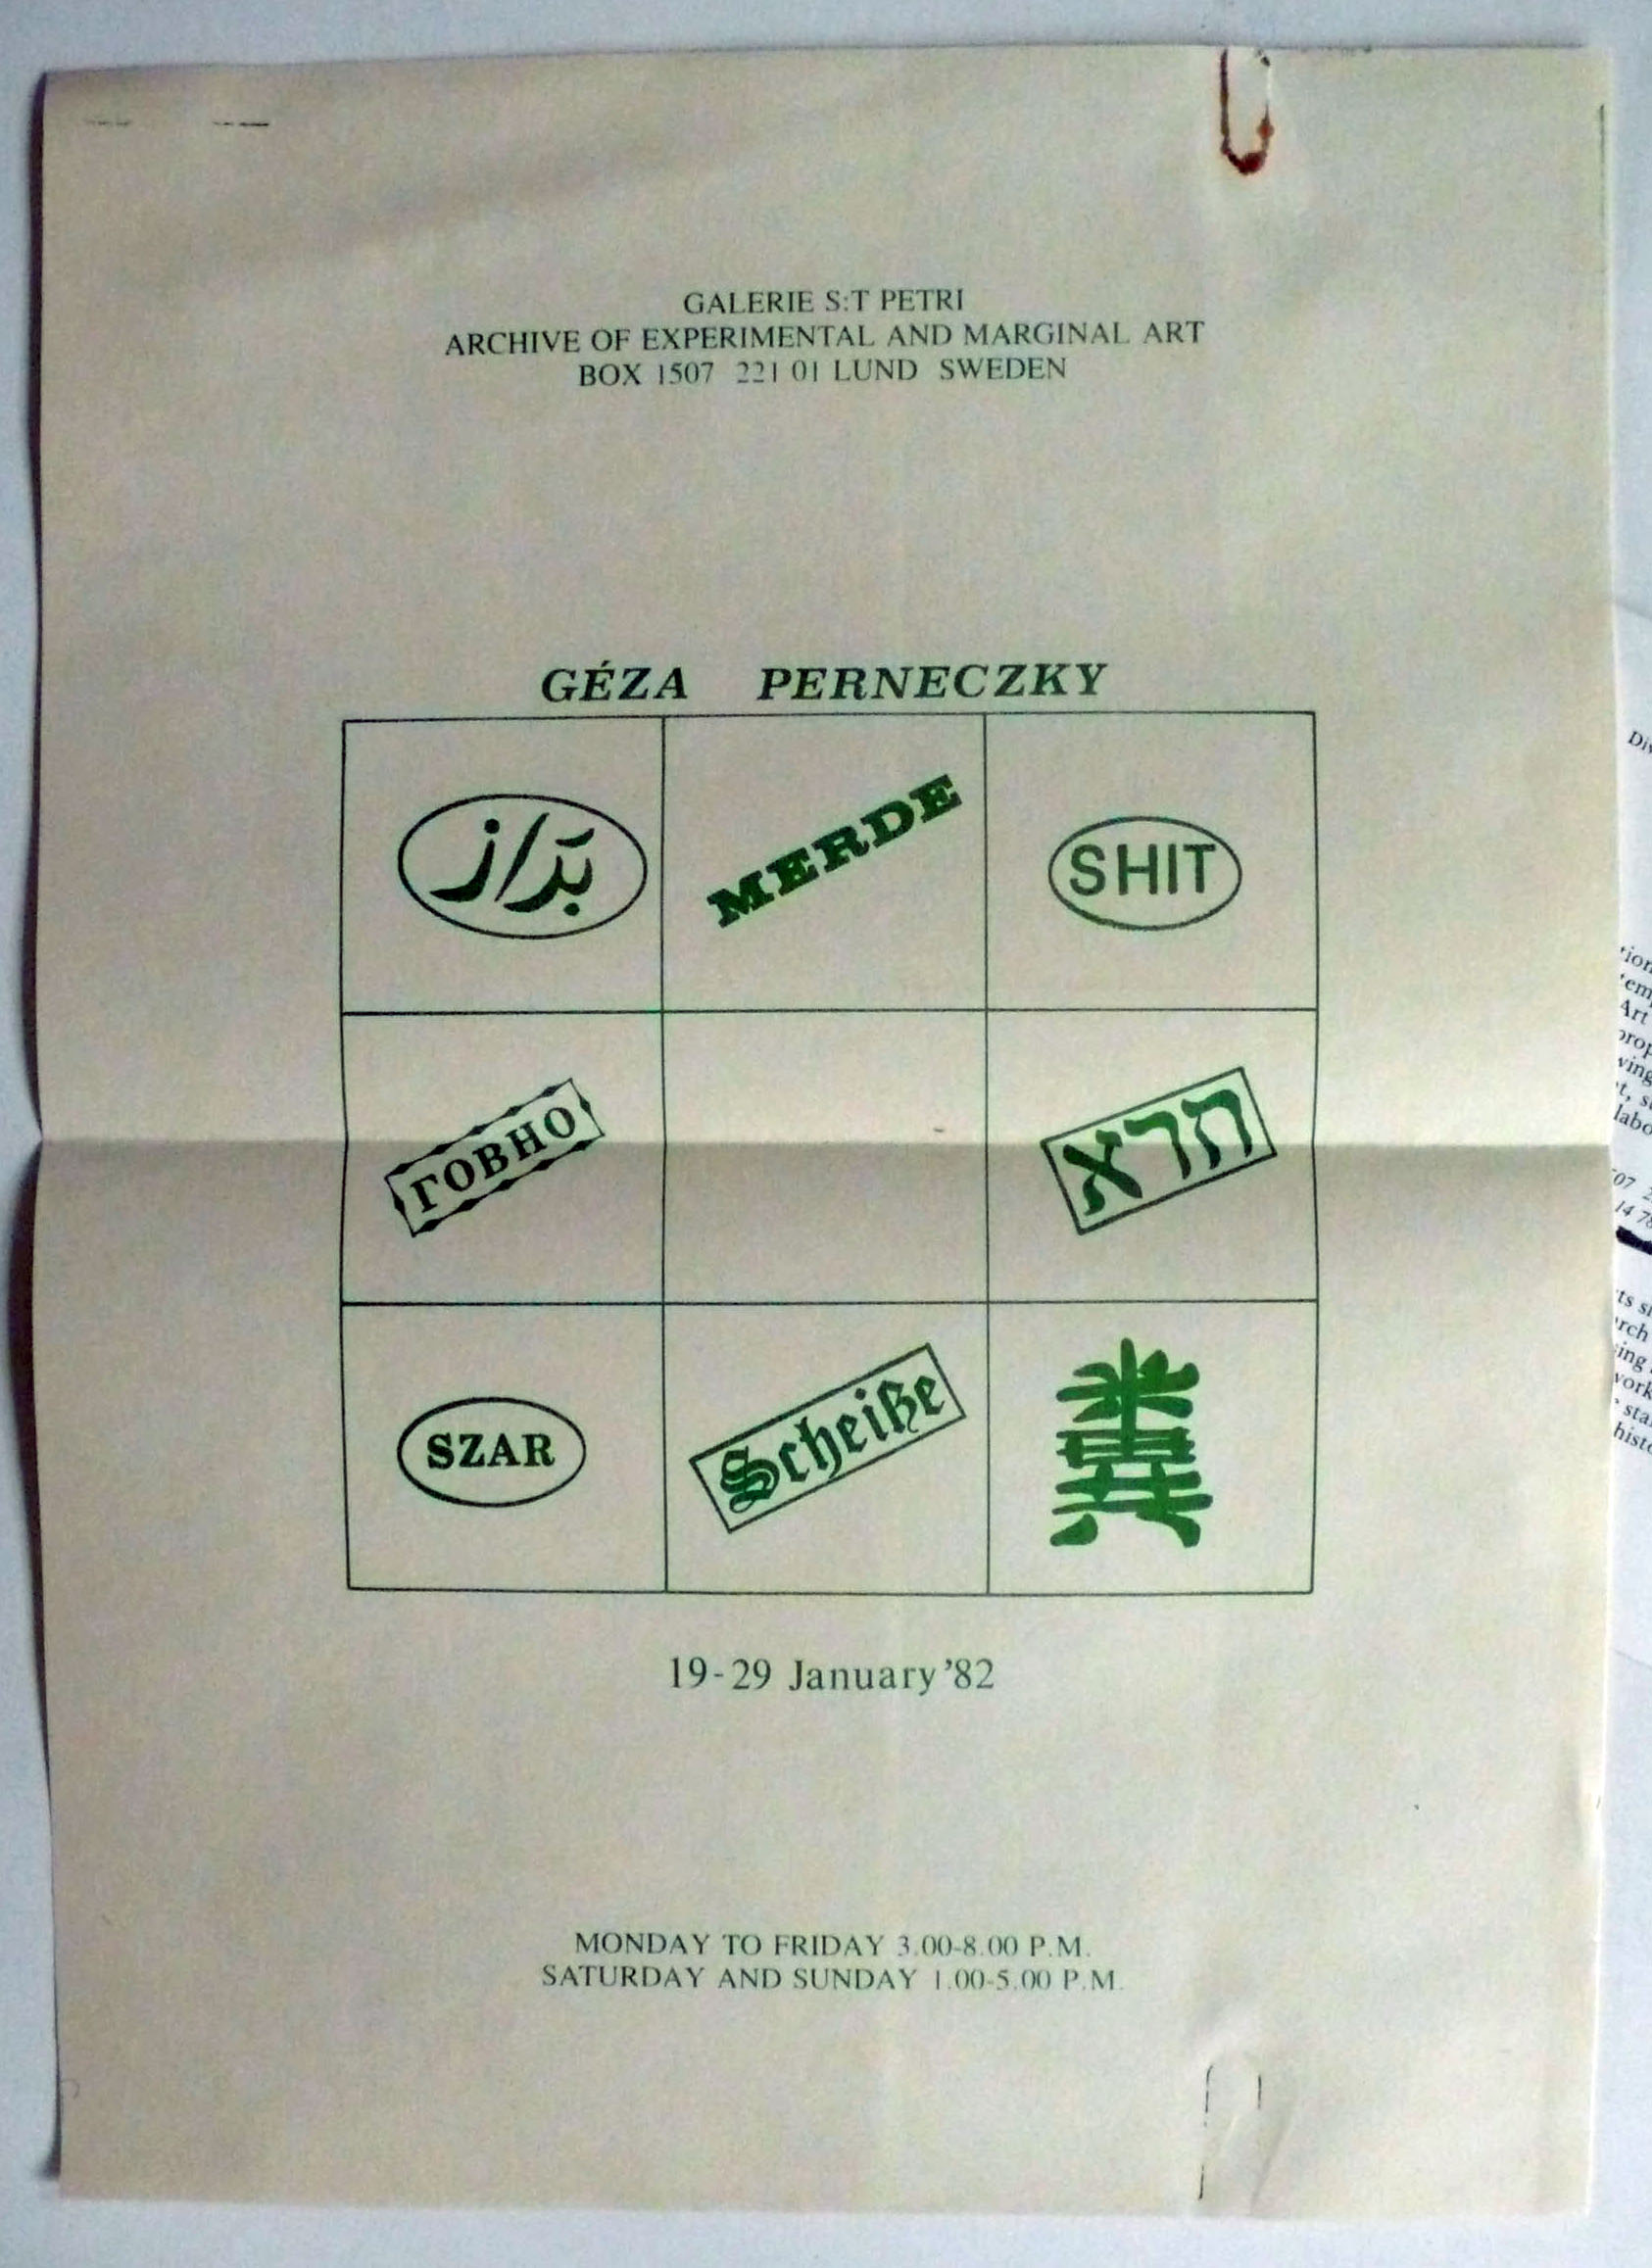 GALERIE S:T PETRI
ARCHIVE OF EXPERIMENTAL AND MARGINAL ART
BOX 1507 221 01 LUND SWEDEN
GÉZA PERNECZKY
بَراز
MERDE
SHIT
ГОВНО
חרא
SZAR
Scheiße
糞
19-29 January '82
MONDAY TO FRIDAY 3.00-8.00 P.M.
SATURDAY AND SUNDAY 1.00-5.00 P.M.